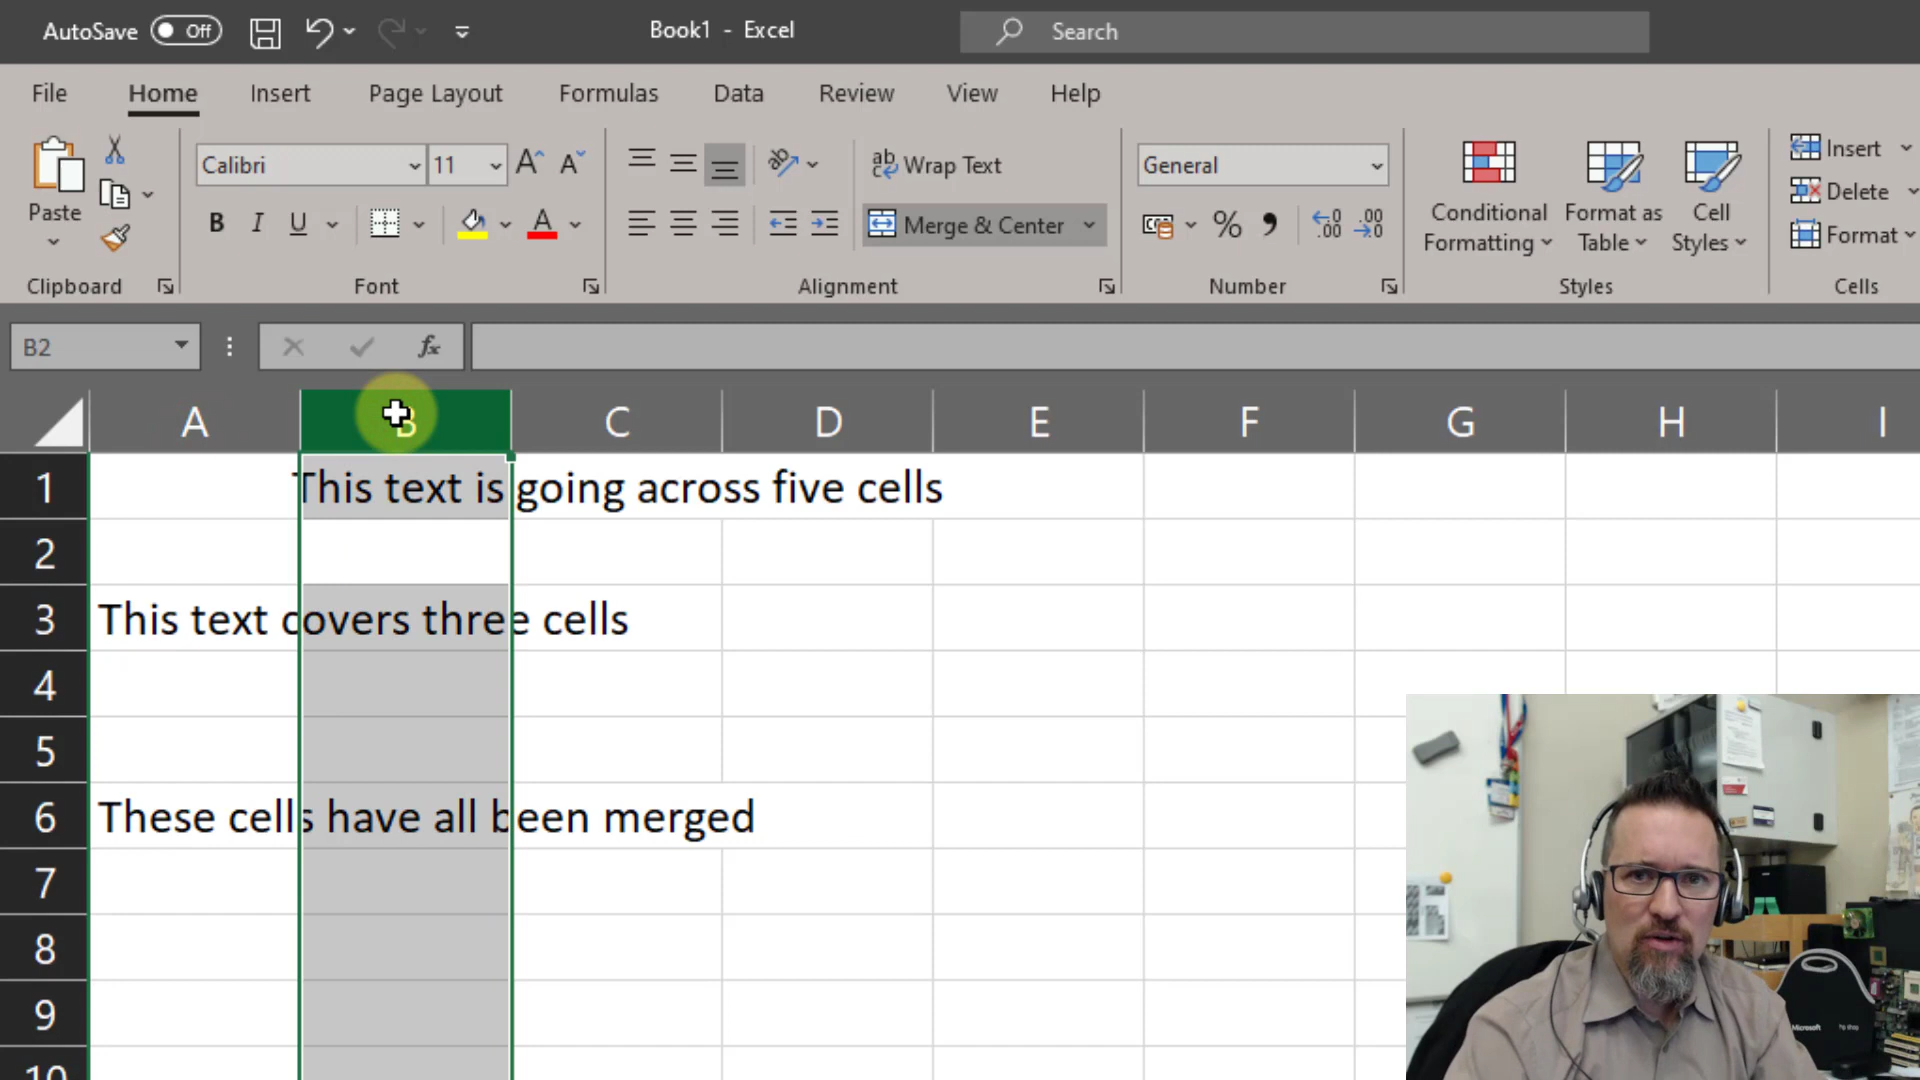 AutoSave Off Book1 - Excel Search
File Home Insert Page Layout Formulas Data Review View Help
Paste
Clipboard
Calibri 11
B I U
Font
Wrap Text
Merge & Center
Alignment
General
Number
Conditional Formatting
Format as Table
Cell Styles
Styles
Insert
Delete
Format
Cells
B2 fx
A B C D E F G H I
1 This text is going across five cells
2
3 This text covers three cells
4
5
6 These cells have all been merged
7
8
9
10
Microsoft